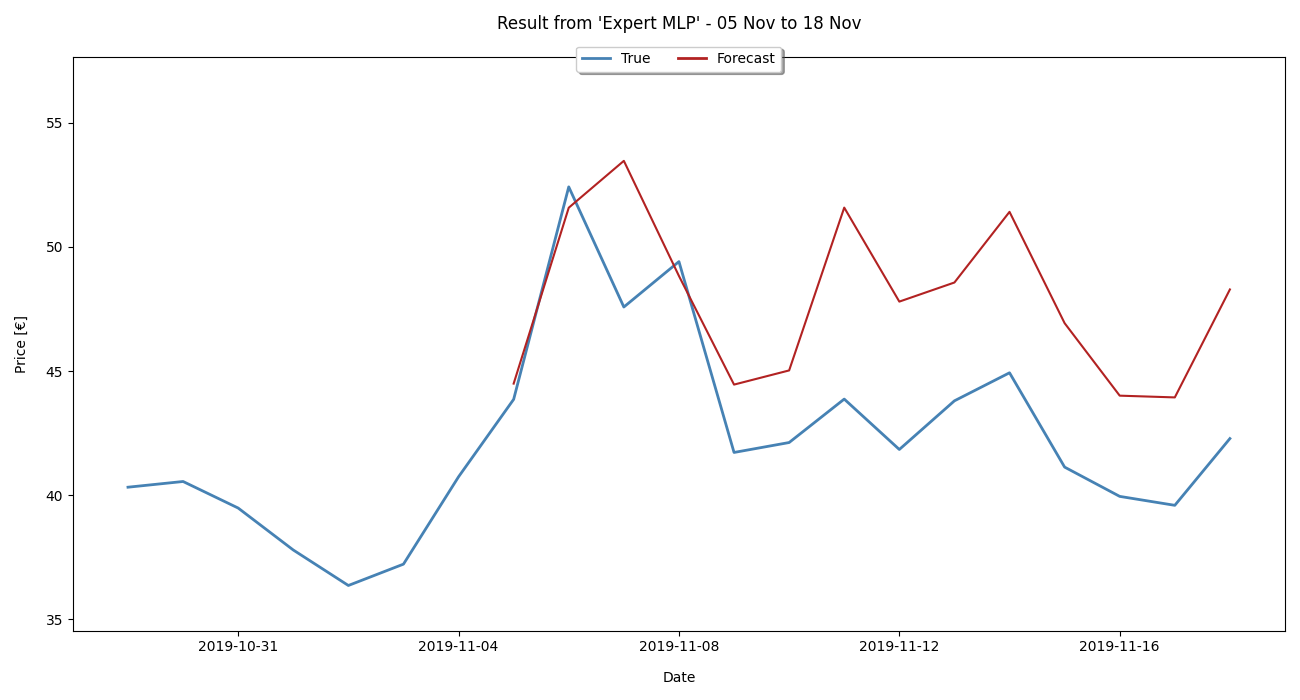 Result from 'Expert MLP' - 05 Nov to 18 Nov
True Forecast
55
50
45
40
35
Price [€]
2019-10-31 2019-11-04 2019-11-08 2019-11-12 2019-11-16
Date